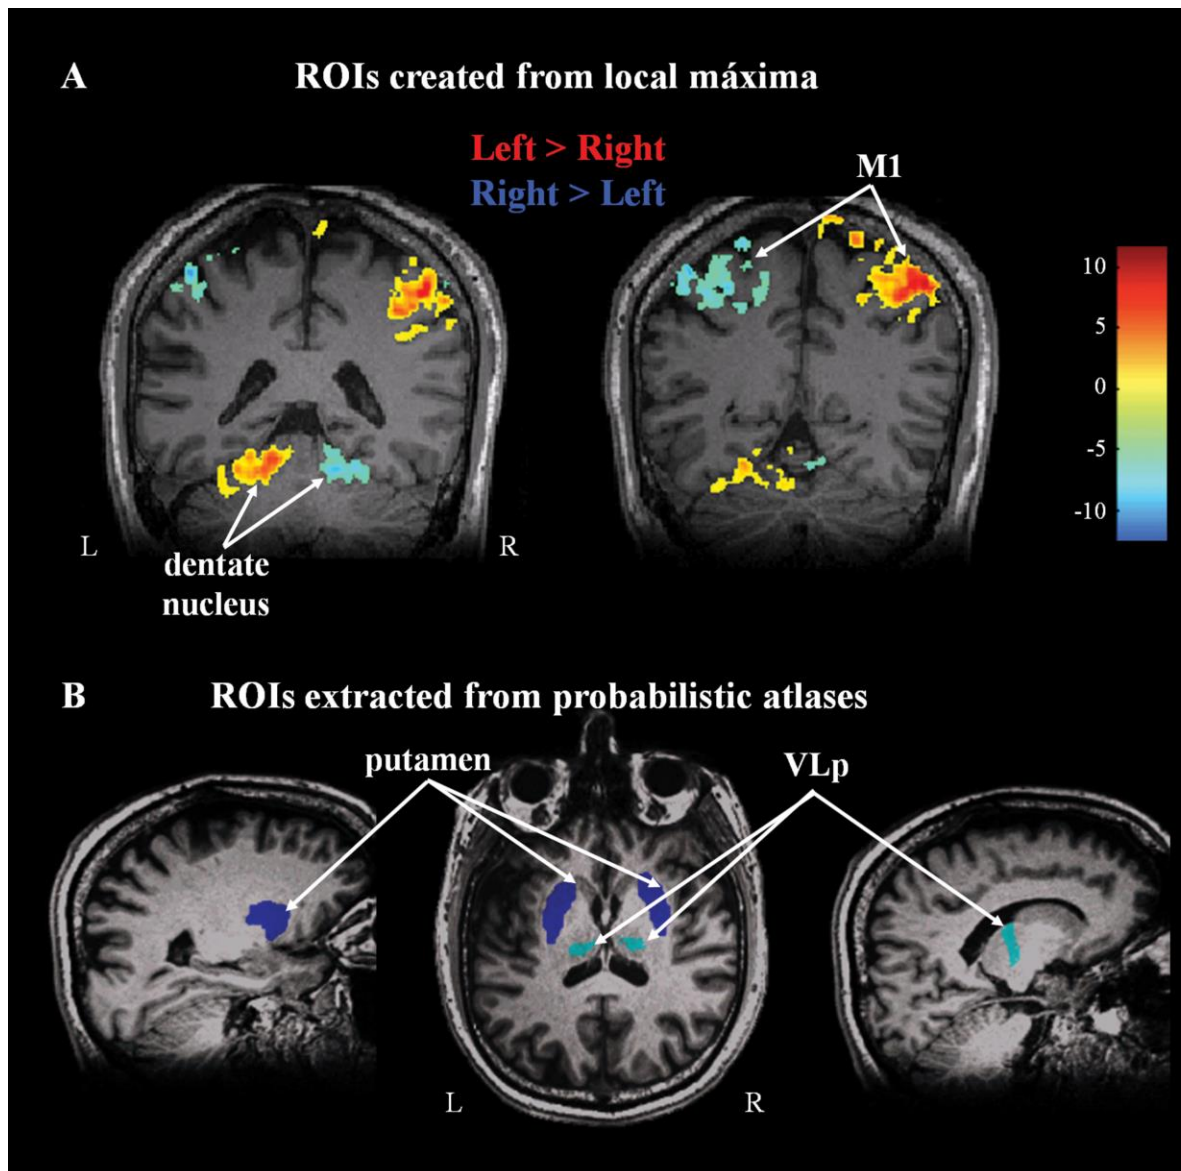 A
ROIs created from local máxima
Left > Right
Right > Left
M1
10
5
0
-5
-10
L
R
dentate
nucleus
B
ROIs extracted from probabilistic atlases
putamen
VLp
L
R